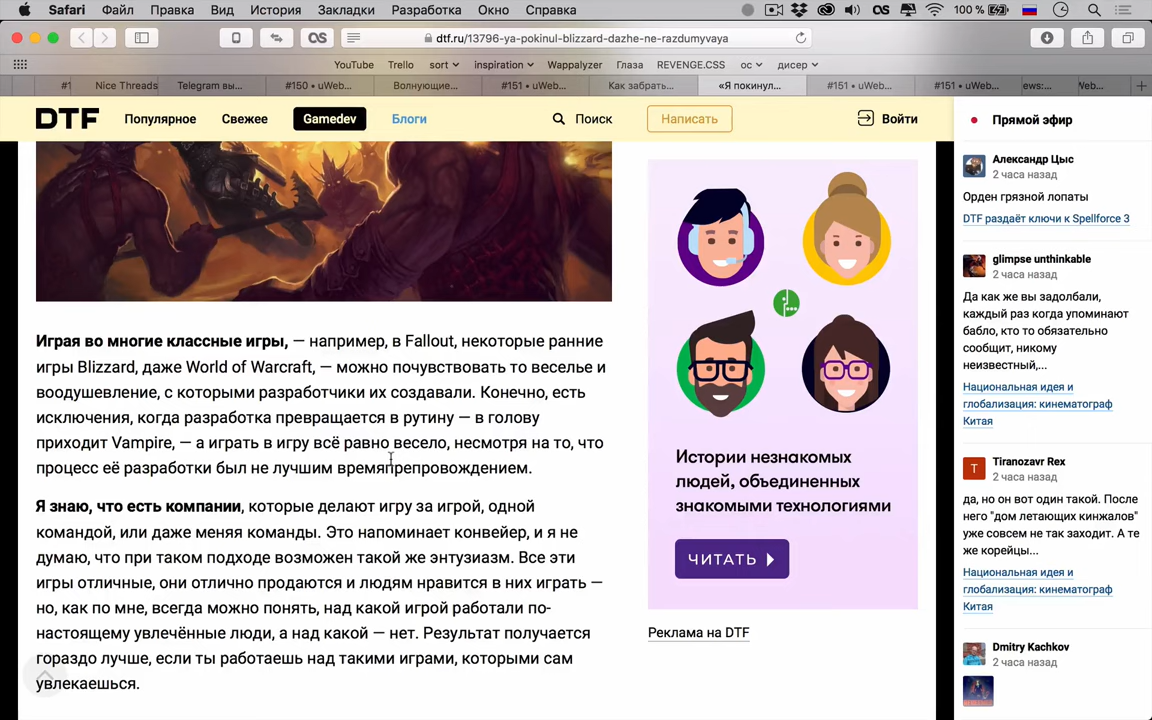 Safari Файл Правка Вид История Закладки Разработка Окно Справка 100 %
dtf.ru/13796-ya-pokinul-blizzard-dazhe-ne-razdumyvaya
YouTube Trello sort inspiration Wappalyzer Глаза REVENGE.CSS ос дисер
#1 Nice Threads Telegram вы... #150 • uWeb... Волнующие... #151 • uWeb... Как забрать... «Я покинул... #151 • uWeb... #151 • uWeb... ews:... Web...
DTF Популярное Свежее Gamedev Блоги Поиск Написать Войти
Играя во многие классные игры, — например, в Fallout, некоторые ранние
игры Blizzard, даже World of Warcraft, — можно почувствовать то веселье и
воодушевление, с которыми разработчики их создавали. Конечно, есть
исключения, когда разработка превращается в рутину — в голову
приходит Vampire, — а играть в игру всё равно весело, несмотря на то, что
процесс её разработки был не лучшим времяпрепровождением.
Я знаю, что есть компании, которые делают игру за игрой, одной
командой, или даже меняя команды. Это напоминает конвейер, и я не
думаю, что при таком подходе возможен такой же энтузиазм. Все эти
игры отличные, они отлично продаются и людям нравится в них играть —
но, как по мне, всегда можно понять, над какой игрой работали по-
настоящему увлечённые люди, а над какой — нет. Результат получается
гораздо лучше, если ты работаешь над такими играми, которыми сам
увлекаешься.
Истории незнакомых
людей, объединенных
знакомыми технологиями
ЧИТАТЬ
Реклама на DTF
Прямой эфир
Александр Цыс
2 часа назад
Орден грязной лопаты
DTF раздаёт ключи к Spellforce 3
glimpse unthinkable
2 часа назад
Да как же вы задолбали,
каждый раз когда упоминают
бабло, кто то обязательно
сообщит, никому
неизвестный,...
Национальная идея и
глобализация: кинематограф
Китая
T
Tiranozavr Rex
2 часа назад
да, но он вот один такой. После
него "дом летающих кинжалов"
уже совсем не так заходит. А те
же корейцы...
Национальная идея и
глобализация: кинематограф
Китая
Dmitry Kachkov
2 часа назад